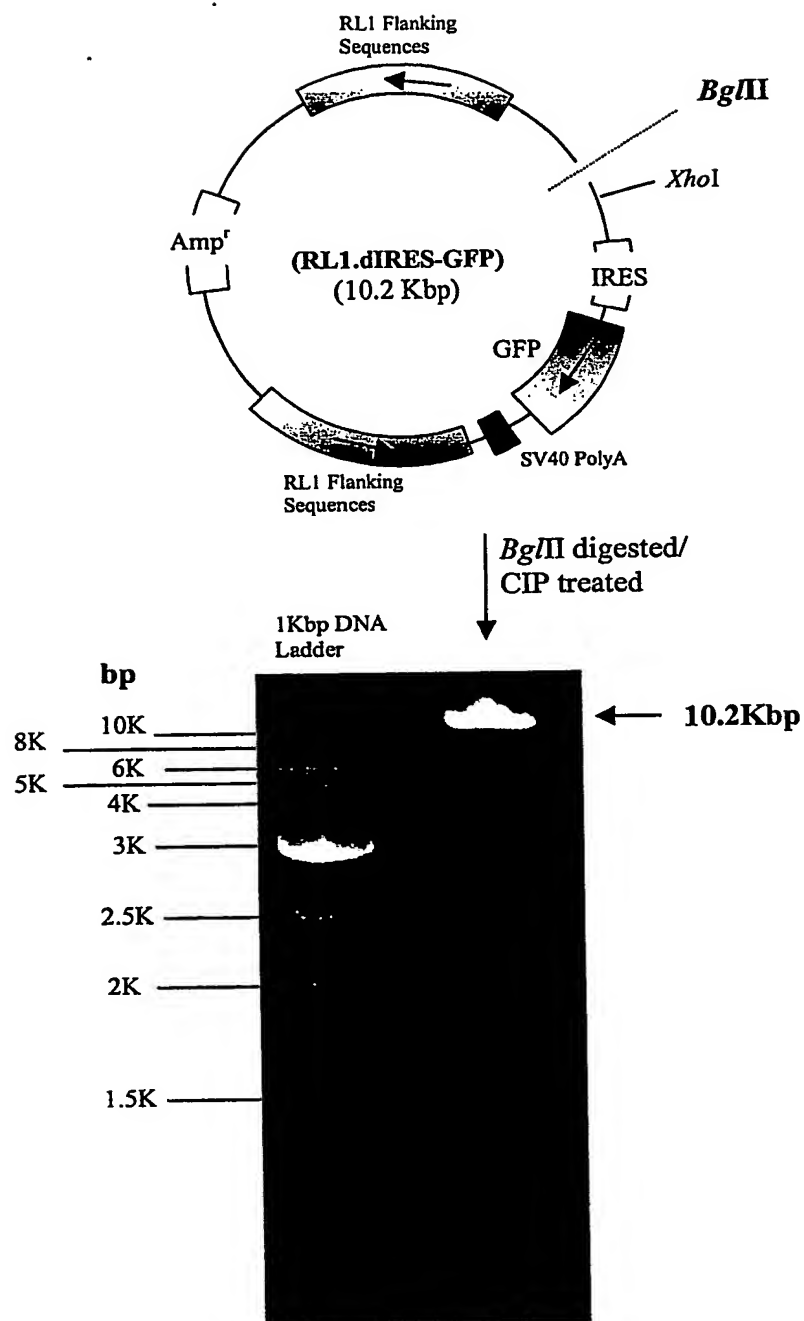 RL1 Flanking
Sequences
BglII
XhoI
Ampʳ
(RL1.dIRES-GFP)
(10.2 Kbp)
IRES
GFP
SV40 PolyA
RL1 Flanking
Sequences
BglII digested/
CIP treated
1Kbp DNA
Ladder
bp
10K
8K
6K
5K
4K
3K
2.5K
2K
1.5K
10.2Kbp